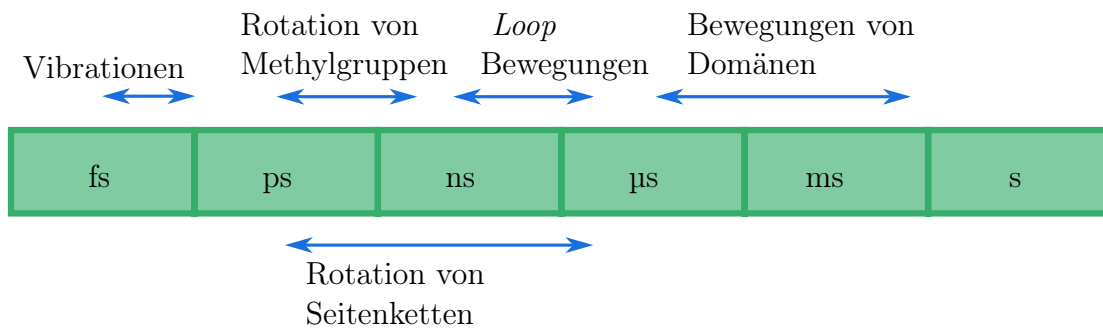 Vibrationen
Rotation von
Methylgruppen
Loop
Bewegungen
Bewegungen von
Domänen
fs
ps
ns
µs
ms
s
Rotation von
Seitenketten